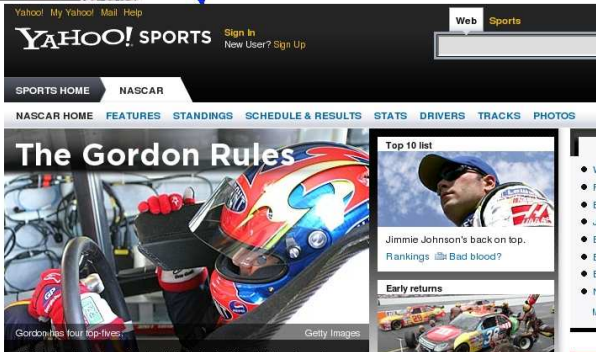 Yahoo! My Yahoo! Mail Help
YAHOO! SPORTS
Sign In
New User? Sign Up
Web Sports
SPORTS HOME NASCAR
NASCAR HOME FEATURES STANDINGS SCHEDULE & RESULTS STATS DRIVERS TRACKS PHOTOS
The Gordon Rules
Gordon has four top-fives.
Getty Images
Top 10 list
Jimmie Johnson's back on top.
Rankings Bad blood?
Early returns